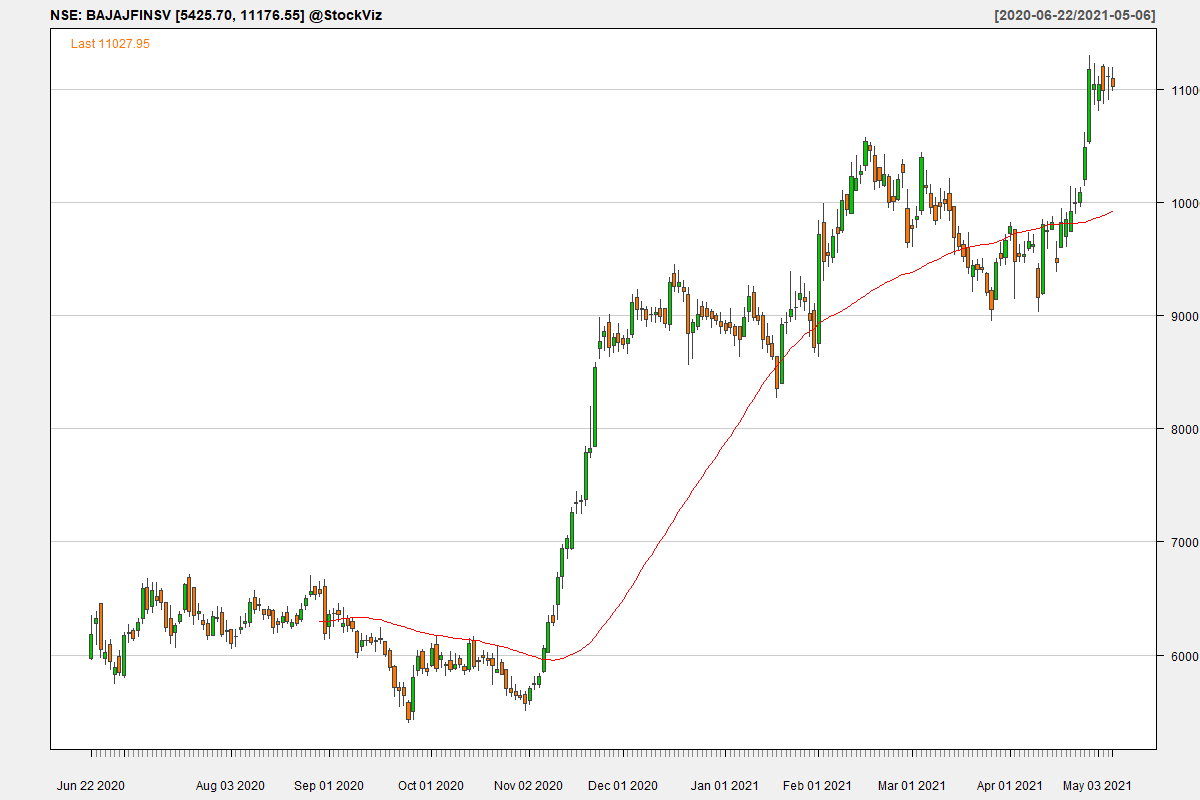 NSE: BAJAJFINSV [5425.70, 11176.55] @StockViz
[2020-06-22/2021-05-06]
Last 11027.95
11000
10000
9000
8000
7000
6000
Jun 22 2020
Aug 03 2020
Sep 01 2020
Oct 01 2020
Nov 02 2020
Dec 01 2020
Jan 01 2021
Feb 01 2021
Mar 01 2021
Apr 01 2021
May 03 2021